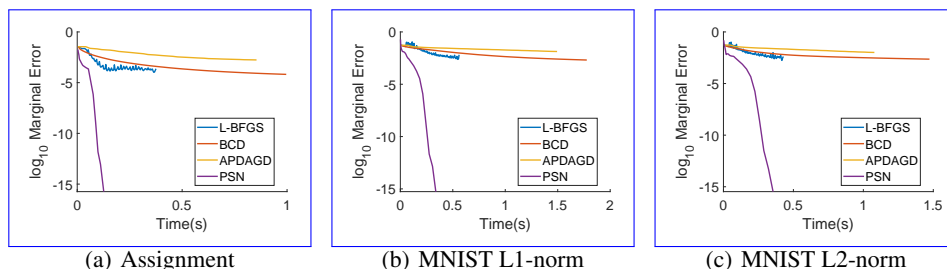 0
-5
-10
-15
log10 Marginal Error
0
0.5
1
Time(s)
L-BFGS
BCD
APDAGD
PSN
(a) Assignment
0
-5
-10
-15
log10 Marginal Error
0
0.5
1
1.5
2
Time(s)
L-BFGS
BCD
APDAGD
PSN
(b) MNIST L1-norm
0
-5
-10
-15
log10 Marginal Error
0
0.5
1
1.5
Time(s)
L-BFGS
BCD
APDAGD
PSN
(c) MNIST L2-norm